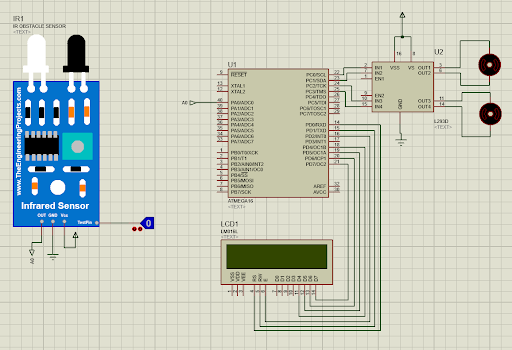 IR1
IR OBSTACLE SENSOR
<TEXT>
www.TheEngineeringProjects.com
Infrared Sensor
OUT GND Vcc
TestPin
0
A0
U1
RESET
XTAL1
XTAL2
PA0/ADC0
PA1/ADC1
PA2/ADC2
PA3/ADC3
PA4/ADC4
PA5/ADC5
PA6/ADC6
PA7/ADC7
PB0/T0/XCK
PB1/T1
PB2/AIN0/INT2
PB3/AIN1/OC0
PB4/SS
PB5/MOSI
PB6/MISO
PB7/SCK
PC0/SCL
PC1/SDA
PC2/TCK
PC3/TMS
PC4/TDO
PC5/TDI
PC6/TOSC1
PC7/TOSC2
PD0/RXD
PD1/TXD
PD2/INT0
PD3/INT1
PD4/OC1B
PD5/OC1A
PD6/ICP1
PD7/OC2
AREF
AVCC
ATMEGA16
<TEXT>
A0
U2
IN1
IN2
EN1
EN2
IN3
IN4
VSS
VS
OUT1
OUT2
OUT3
OUT4
GND
16
8
L293D
<TEXT>
LCD1
LM016L
<TEXT>
VSS
VDD
VEE
RS
RW
E
D0
D1
D2
D3
D4
D5
D6
D7